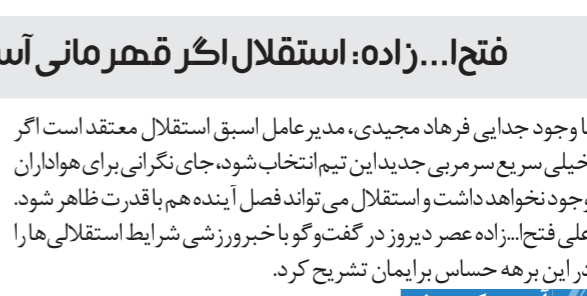 فتح‌ا...زاده: استقلال اگر قهرمانی آس
با وجود جدایی فرهاد مجیدی، مدیرعامل اسبق استقلال معتقد است اگر
خیلی سریع سرمربی جدید این تیم انتخاب شود، جای نگرانی برای هواداران
وجود نخواهد داشت و استقلال می‌تواند فصل آینده هم با قدرت ظاهر شود.
علی فتح‌ا...زاده عصر دیروز در گفت‌وگو با خبرورزشی شرایط استقلالی‌ها را
در این برهه حساس برایمان تشریح کرد.